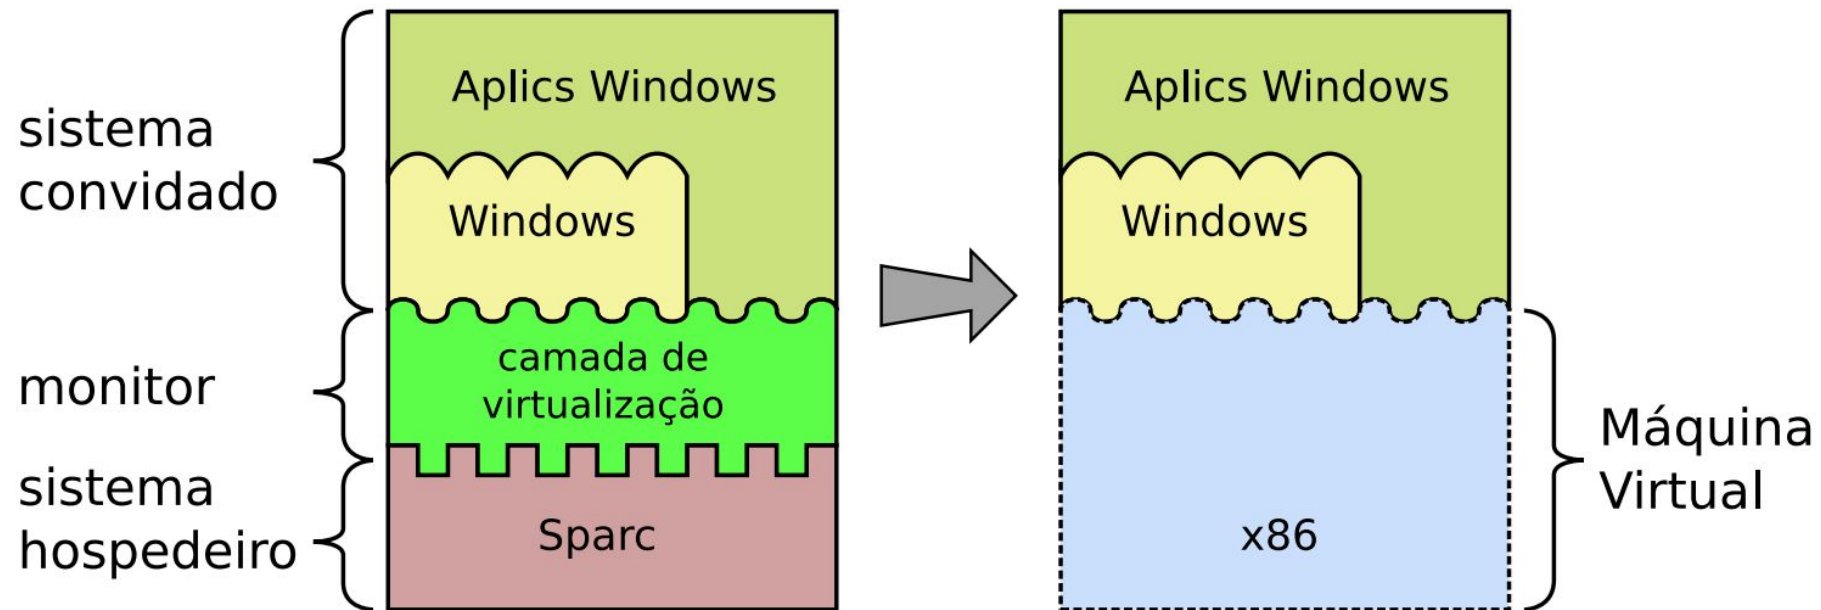 sistema
convidado
monitor
sistema
hospedeiro
Aplics Windows
Windows
camada de
virtualização
Sparc
Aplics Windows
Windows
x86
Máquina
Virtual